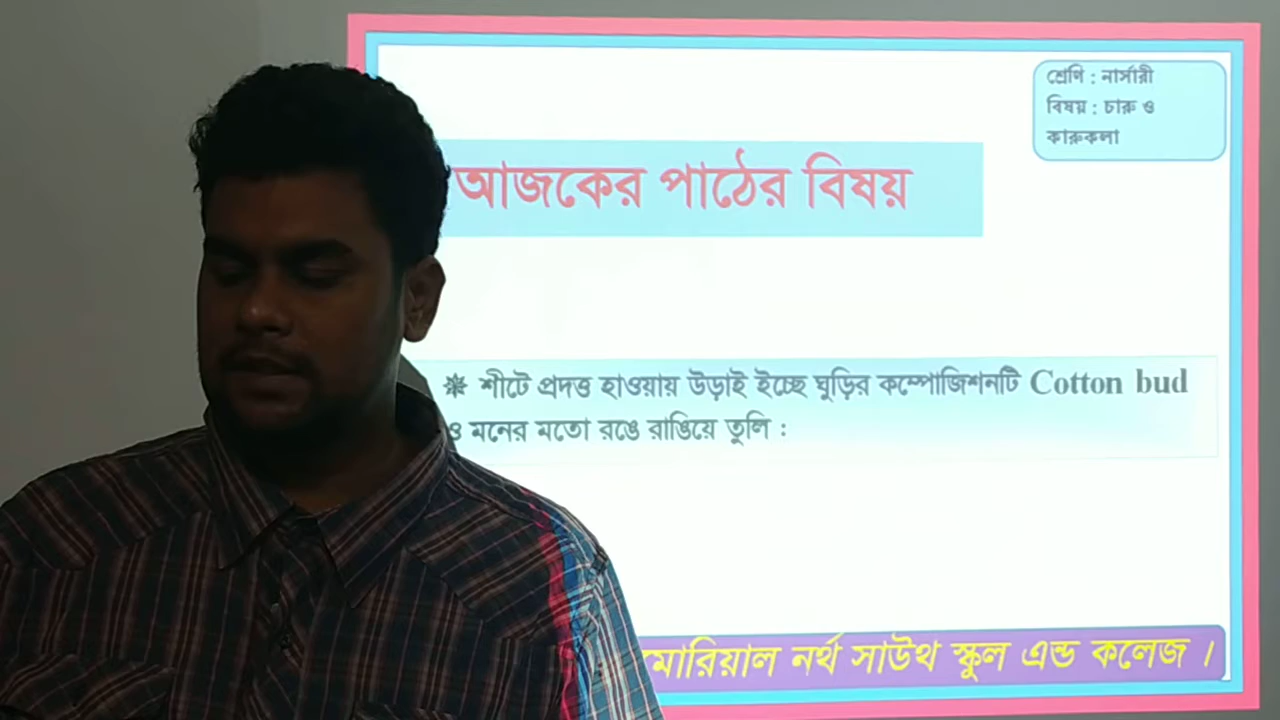 শ্রেণি : নার্সারী
বিষয় : চারু ও
কারুকলা
আজকের পাঠের বিষয়
❋ শীটে প্রদত্ত হাওয়ায় উড়াই ইচ্ছে ঘুড়ির কম্পোজিশনটি Cotton bud
ও মনের মতো রঙে রাঙিয়ে তুলি :
নর্থ সাউথ স্কুল এন্ড কলেজ ।